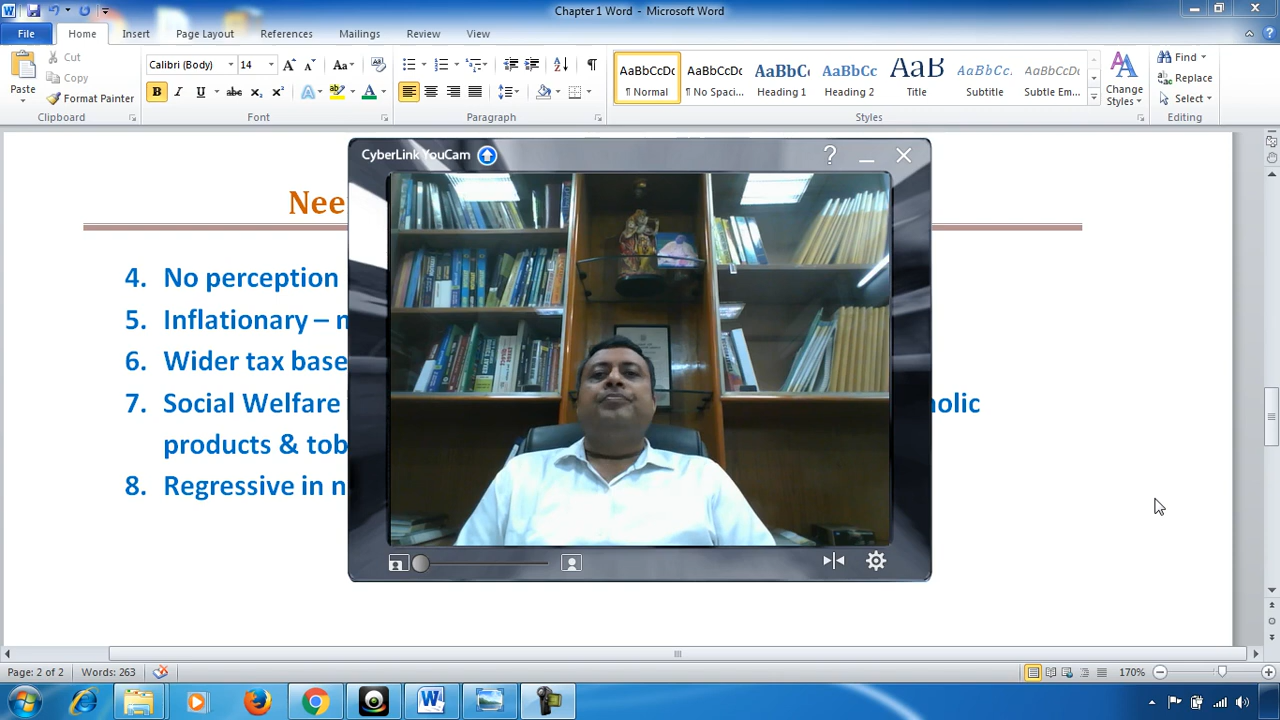 Chapter 1 Word - Microsoft Word
File Home Insert Page Layout References Mailings Review View
Paste
Cut
Copy
Format Painter
Clipboard
Calibri (Body) 14
B I U abc X₂ X²
Font
Paragraph
AaBbCcDc AaBbCcDc AaBbCc AaBbCc AaB AaBbCc. AaBbCcDc
¶ Normal ¶ No Spaci... Heading 1 Heading 2 Title Subtitle Subtle Em...
Styles
Change Styles
Find
Replace
Select
Editing
CyberLink YouCam
Nee
4. No perception
5. Inflationary – n
6. Wider tax base
7. Social Welfare holic
products & tob
8. Regressive in n
Page: 2 of 2 Words: 263 170%